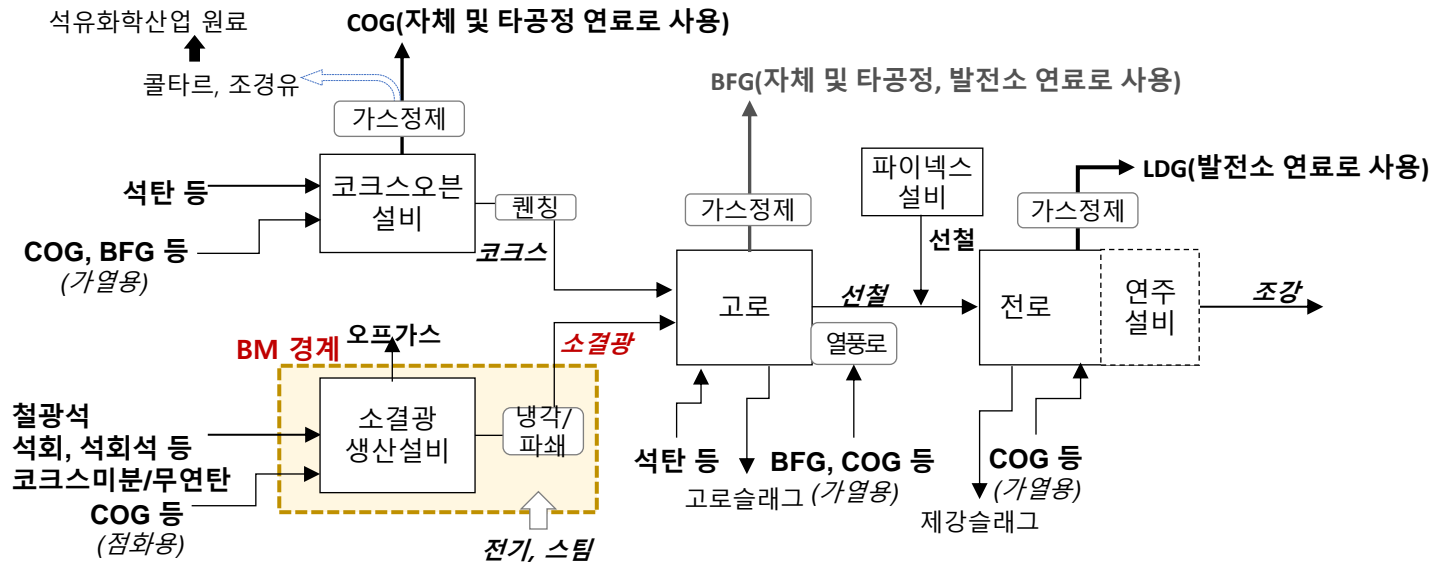 석유화학산업 원료
COG(자체 및 타공정 연료로 사용)
콜타르, 조경유
BFG(자체 및 타공정, 발전소 연료로 사용)
가스정제
파이넥스
설비
LDG(발전소 연료로 사용)
석탄 등
코크스오븐
설비
퀜칭
가스정제
가스정제
COG, BFG 등
(가열용)
코크스
선철
고로
선철
전로
연주
설비
조강
오프가스
BM 경계
소결광
열풍로
철광석
석회, 석회석 등
코크스미분/무연탄
COG 등
(점화용)
소결광
생산설비
냉각/
파쇄
전기, 스팀
석탄 등
고로슬래그
BFG, COG 등
(가열용)
COG 등
(가열용)
제강슬래그